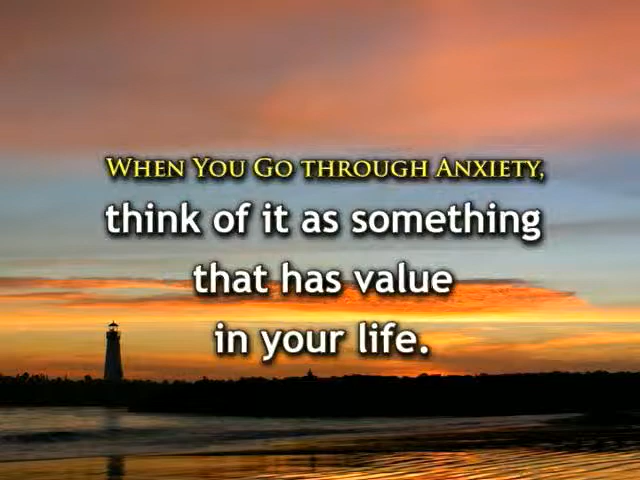 When You Go through Anxiety,
think of it as something
that has value
in your life.